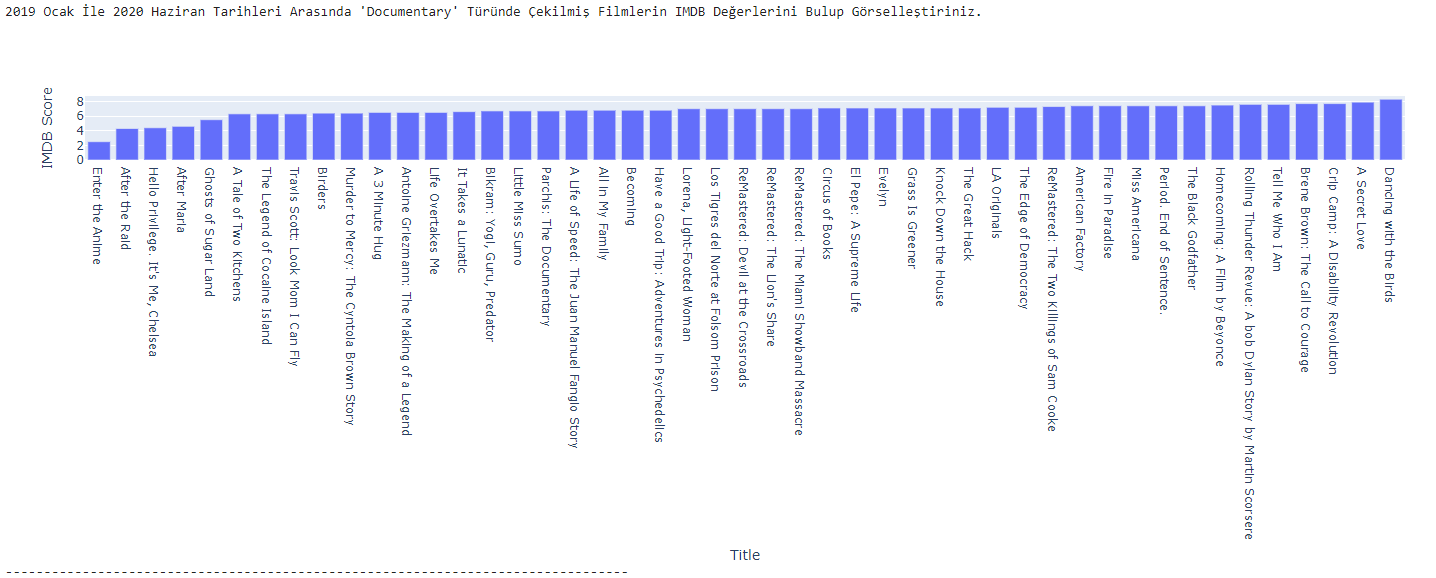 2019 Ocak İle 2020 Haziran Tarihleri Arasında 'Documentary' Türünde Çekilmiş Filmlerin IMDB Değerlerini Bulup Görselleştiriniz.
IMDB Score
8
6
4
2
0
Enter the Anime
After the Raid
Hello Privilege. It's Me, Chelsea
After Maria
Ghosts of Sugar Land
A Tale of Two Kitchens
The Legend of Cocaine Island
Travis Scott: Look Mom I Can Fly
Birders
Murder to Mercy: The Cyntoia Brown Story
A 3 Minute Hug
Antoine Griezmann: The Making of a Legend
Life Overtakes Me
It Takes a Lunatic
Bikram: Yogi, Guru, Predator
Little Miss Sumo
Parchis: The Documentary
A Life of Speed: The Juan Manuel Fangio Story
All In My Family
Becoming
Have a Good Trip: Adventures in Psychedelics
Lorena, Light-Footed Woman
Los Tigres del Norte at Folsom Prison
ReMastered: Devil at the Crossroads
ReMastered: The Lion's Share
ReMastered: The Miami Showband Massacre
Circus of Books
El Pepe: A Supreme Life
Evelyn
Grass Is Greener
Knock Down the House
The Great Hack
LA Originals
The Edge of Democracy
ReMastered: The Two Killings of Sam Cooke
American Factory
Fire in Paradise
Miss Americana
Period. End of Sentence.
The Black Godfather
Homecoming: A Film by Beyonce
Rolling Thunder Revue: A bob Dylan Story by Martin Scorsere
Tell Me Who I Am
Brene Brown: The Call to Courage
Crip Camp: A Disability Revolution
A Secret Love
Dancing with the Birds
Title